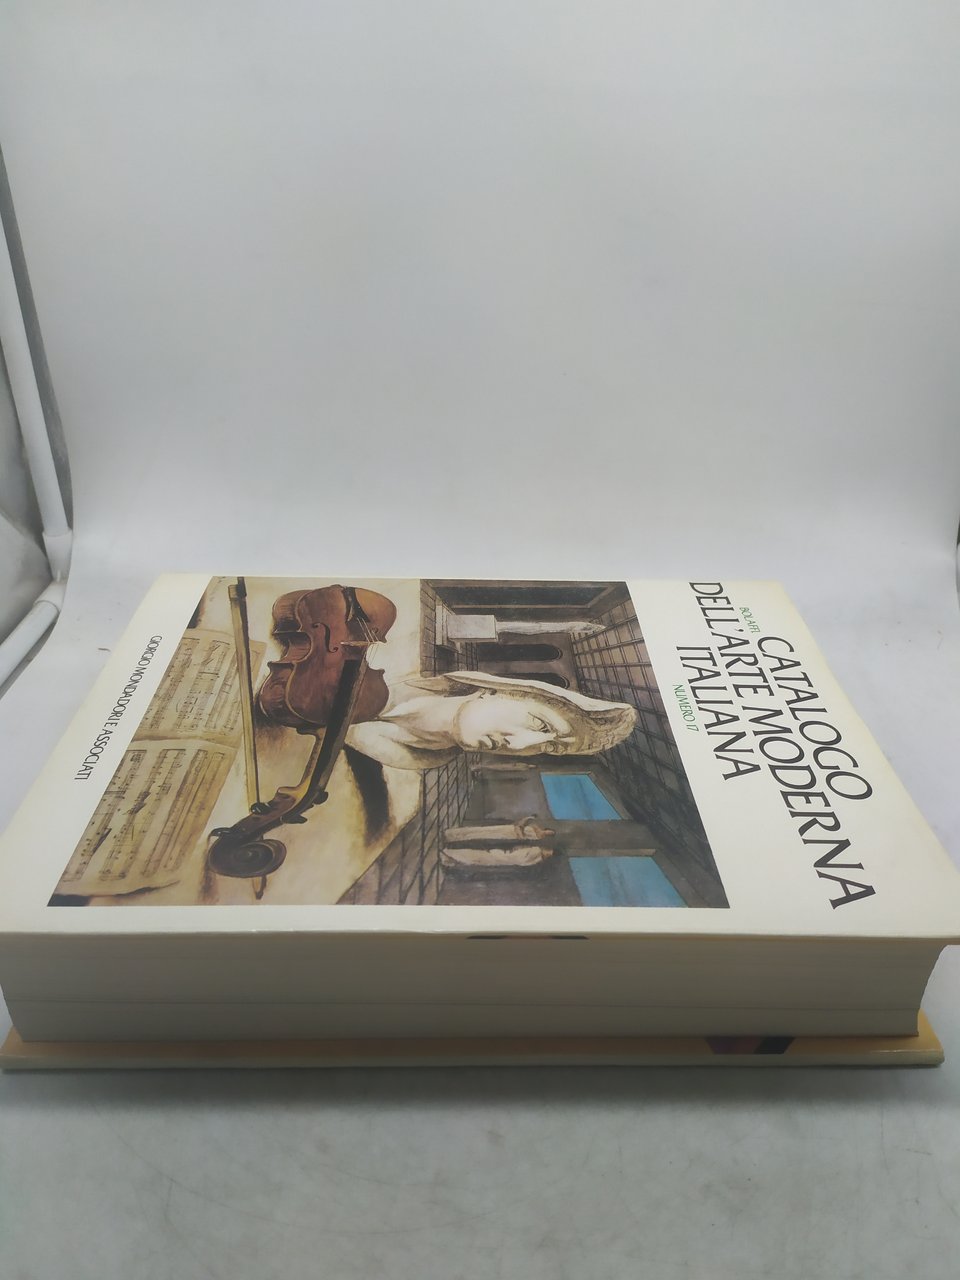 BOLAFFI
CATALOGO
DELL'ARTE MODERNA
ITALIANA
NUMERO 17
GIORGIO MONDADORI E ASSOCIATI